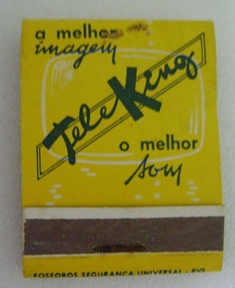 a melhor
imagem
TeleKing
o melhor
som
FOSFOROS SEGURANÇA UNIVERSAL - RIO